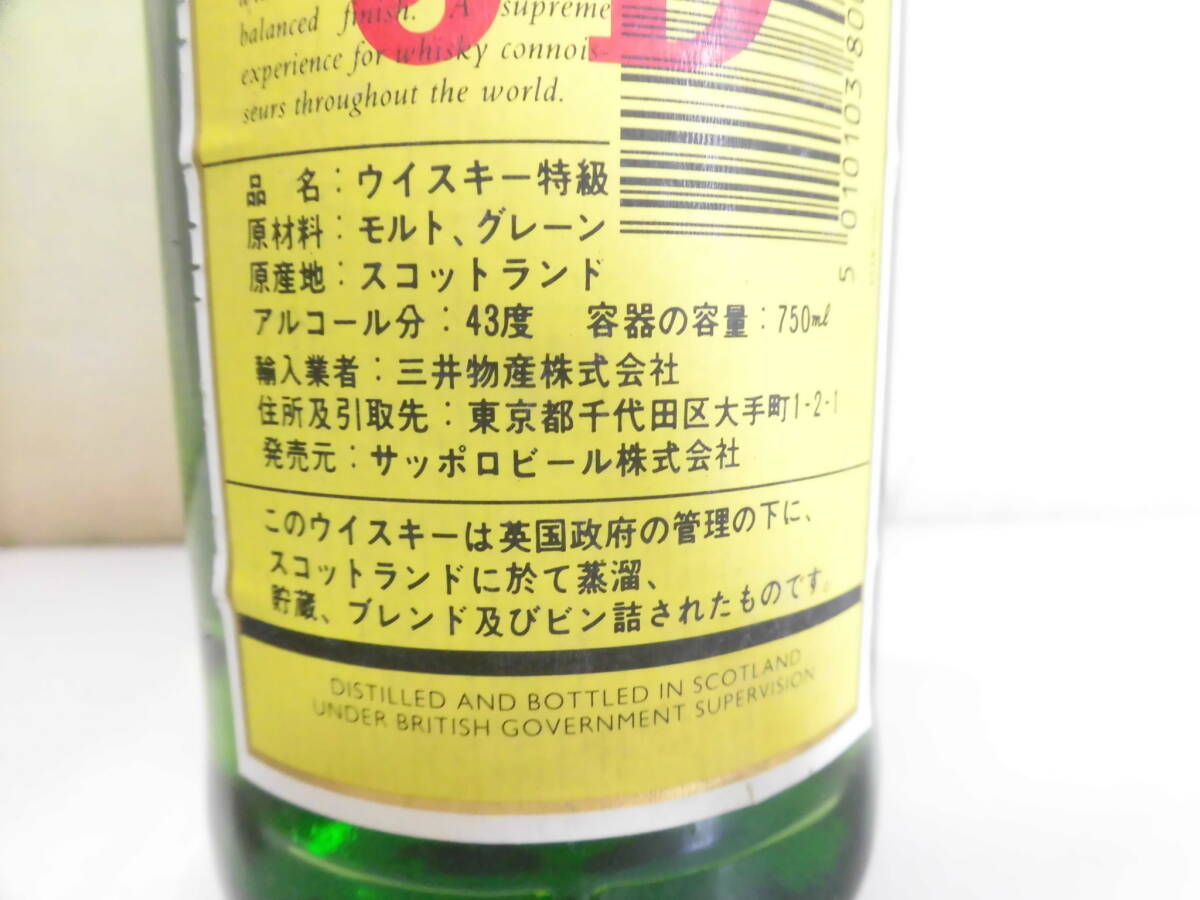 balanced finish. A supreme
experience for whisky connois-
seurs throughout the world.
品名：ウイスキー特級
原材料：モルト、グレーン
原産地：スコットランド
アルコール分：43度 容器の容量：750ml
輸入業者：三井物産株式会社
住所及引取先：東京都千代田区大手町1-2-1
発売元：サッポロビール株式会社
このウイスキーは英国政府の管理の下に、
スコットランドに於て蒸溜、
貯蔵、ブレンド及びビン詰されたものです。
DISTILLED AND BOTTLED IN SCOTLAND
UNDER BRITISH GOVERNMENT SUPERVISION
5 010103 800